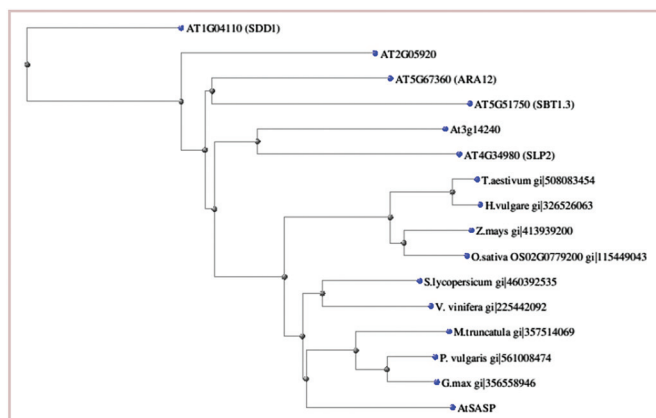 AT1G04110 (SDD1)
AT2G05920
AT5G67360 (ARA12)
AT5G51750 (SBT1.3)
At3g14240
AT4G34980 (SLP2)
T.aestivum gi|508083454
H.vulgare gi|326526063
Z.mays gi|413939200
O.sativa OS02G0779200 gi|115449043
S.lycopersicum gi|460392535
V. vinifera gi|225442092
M.truncatula gi|357514069
P. vulgaris gi|561008474
G.max gi|356558946
AtSASP